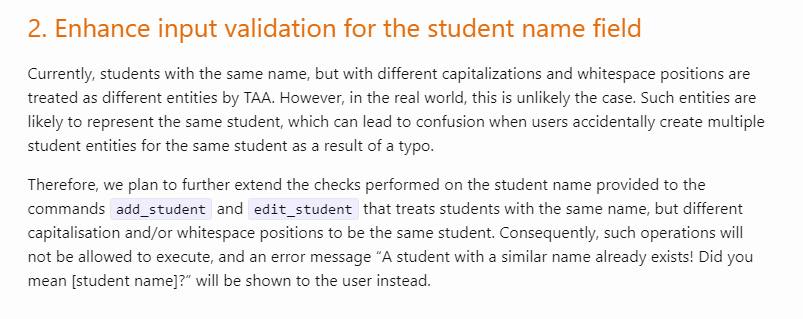 2. Enhance input validation for the student name field
Currently, students with the same name, but with different capitalizations and whitespace positions are
treated as different entities by TAA. However, in the real world, this is unlikely the case. Such entities are
likely to represent the same student, which can lead to confusion when users accidentally create multiple
student entities for the same student as a result of a typo.
Therefore, we plan to further extend the checks performed on the student name provided to the
commands add_student and edit_student that treats students with the same name, but different
capitalisation and/or whitespace positions to be the same student. Consequently, such operations will
not be allowed to execute, and an error message “A student with a similar name already exists! Did you
mean [student name]?” will be shown to the user instead.